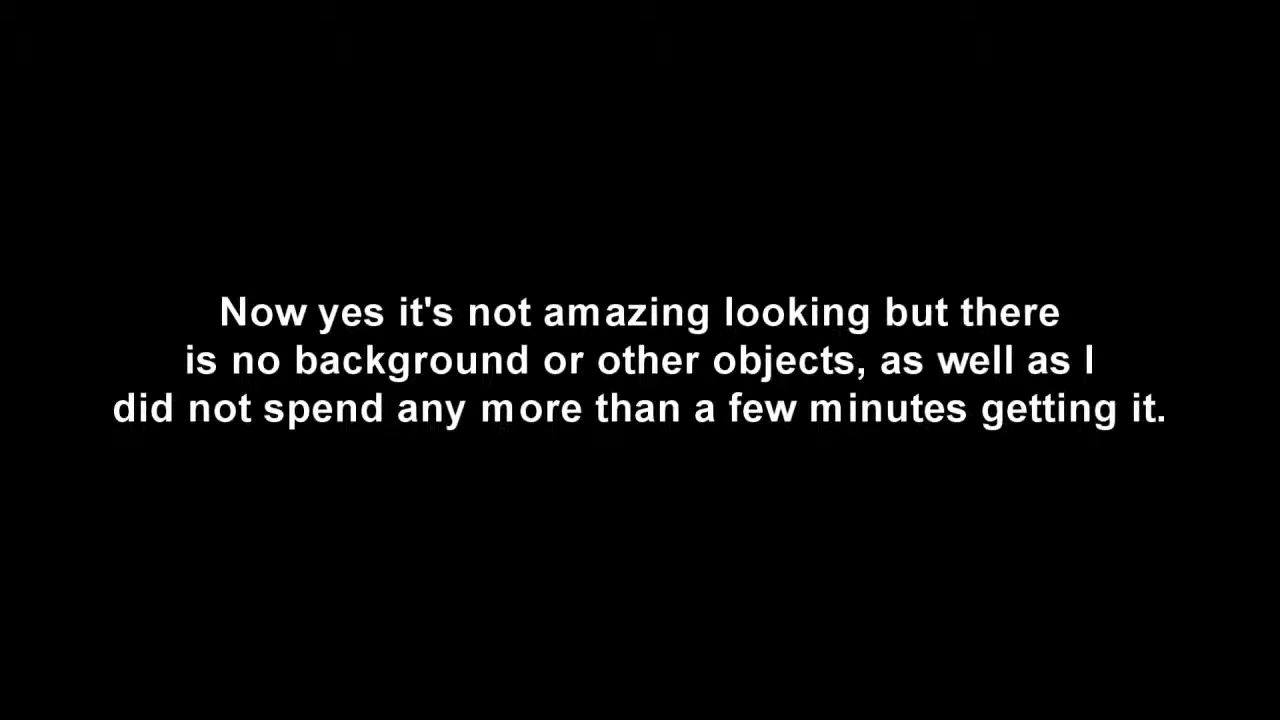 Now yes it's not amazing looking but there
is no background or other objects, as well as I
did not spend any more than a few minutes getting it.